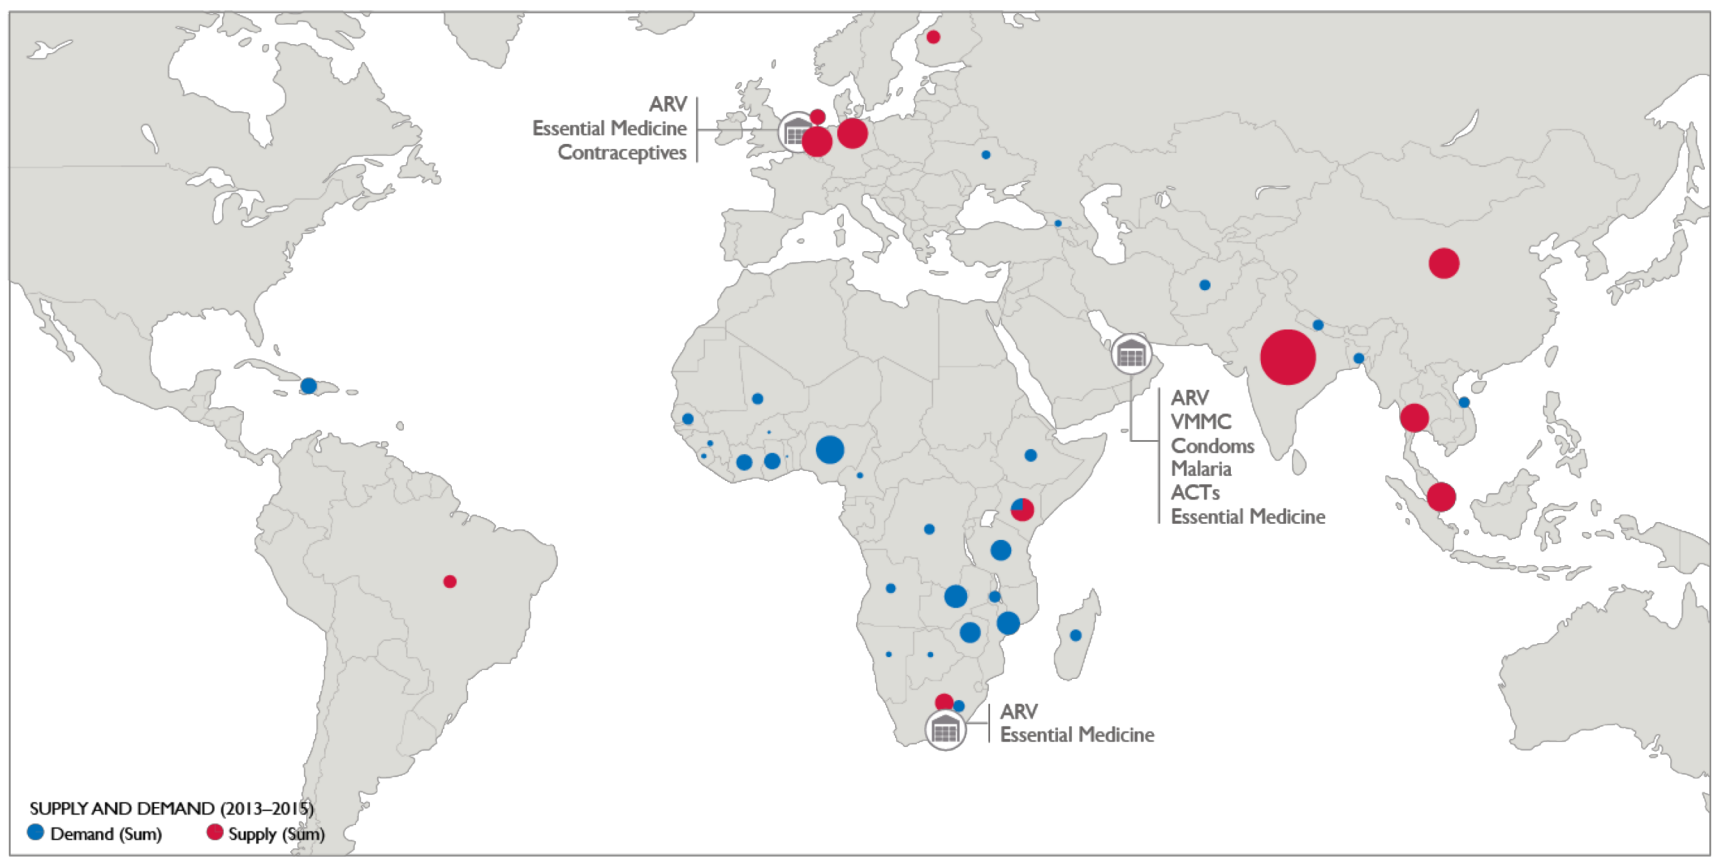 ARV
Essential Medicine
Contraceptives
ARV
VMMC
Condoms
Malaria
ACTs
Essential Medicine
ARV
Essential Medicine
SUPPLY AND DEMAND (2013–2015)
Demand (Sum) Supply (Sum)